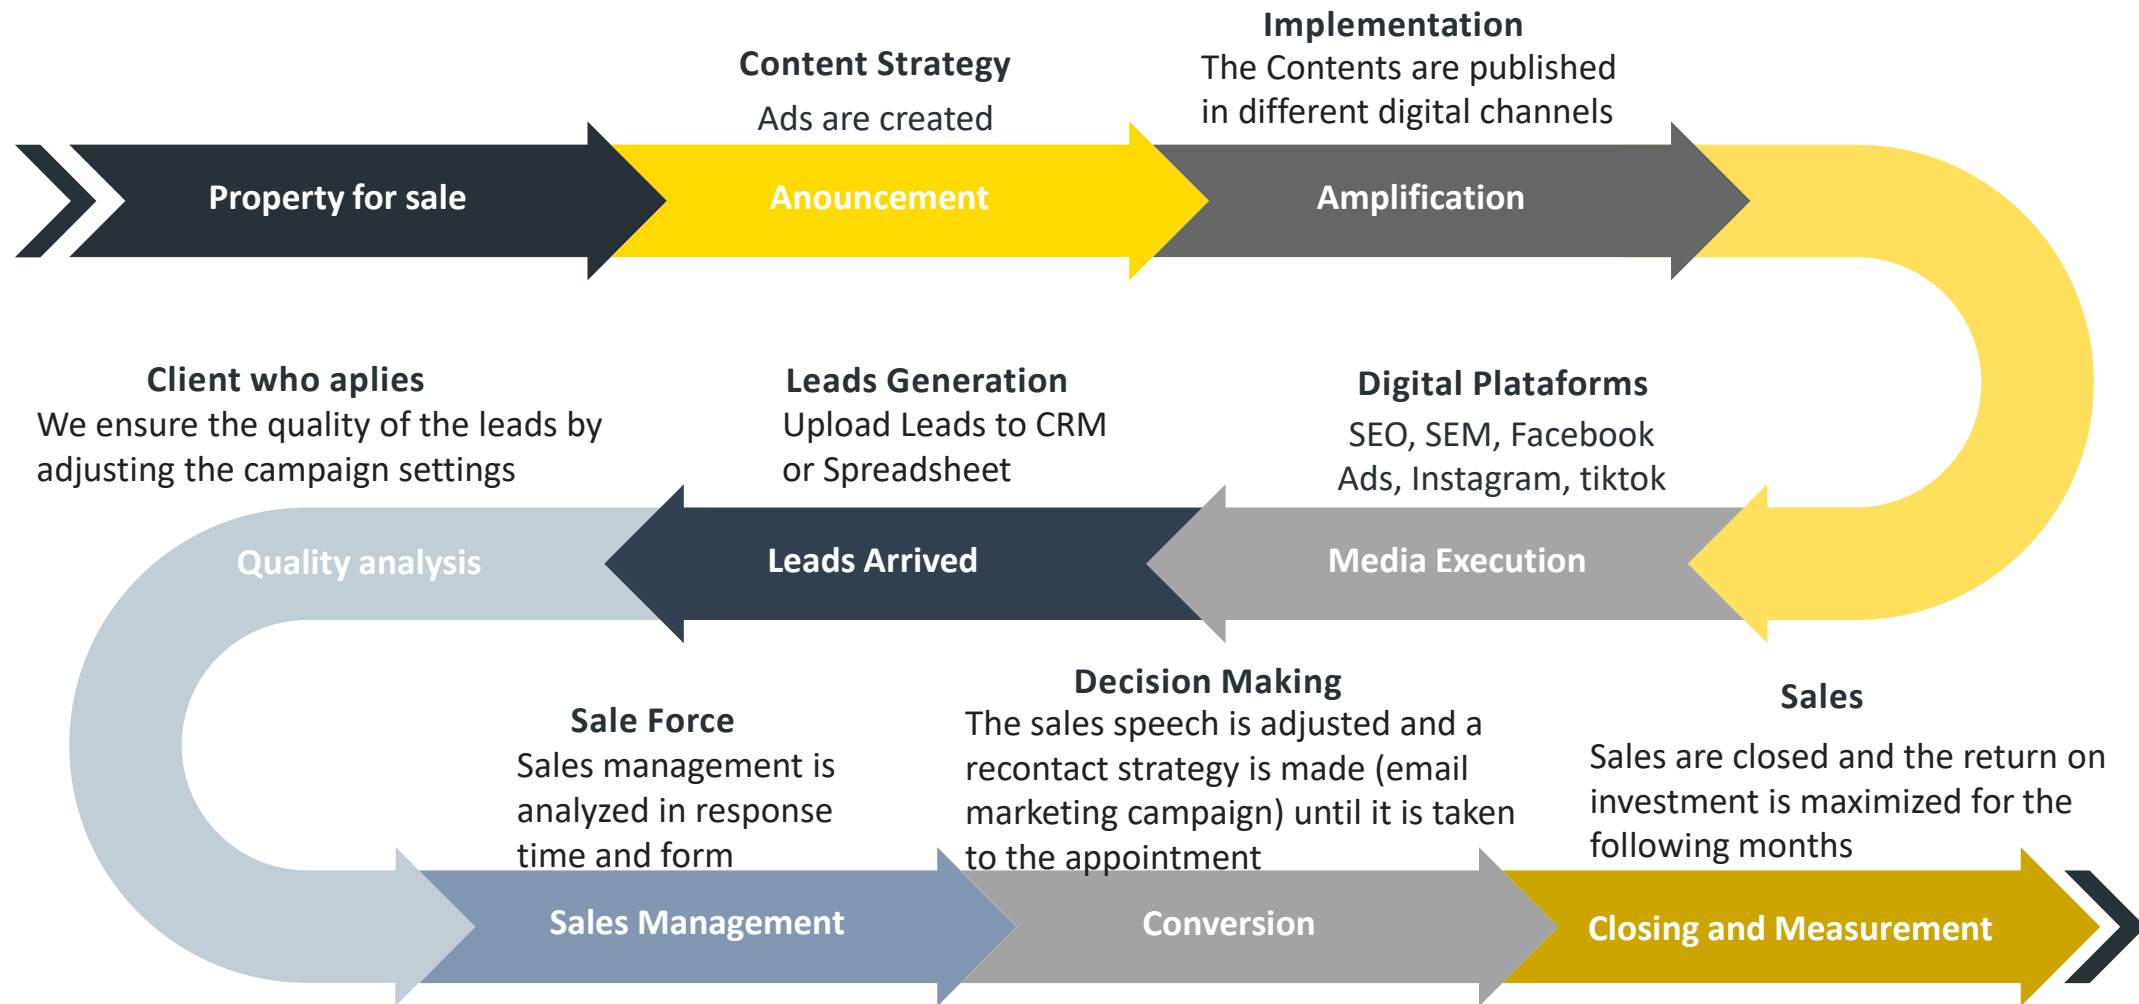 Content Strategy
Ads are created
Implementation
The Contents are published
in different digital channels
Property for sale
Anouncement
Amplification
Digital Plataforms
SEO, SEM, Facebook
Ads, Instagram, tiktok
Media Execution
Leads Generation
Upload Leads to CRM
or Spreadsheet
Leads Arrived
Client who aplies
We ensure the quality of the leads by
adjusting the campaign settings
Quality analysis
Sale Force
Sales management is
analyzed in response
time and form
Sales Management
Decision Making
The sales speech is adjusted and a
recontact strategy is made (email
marketing campaign) until it is taken
to the appointment
Conversion
Sales
Sales are closed and the return on
investment is maximized for the
following months
Closing and Measurement